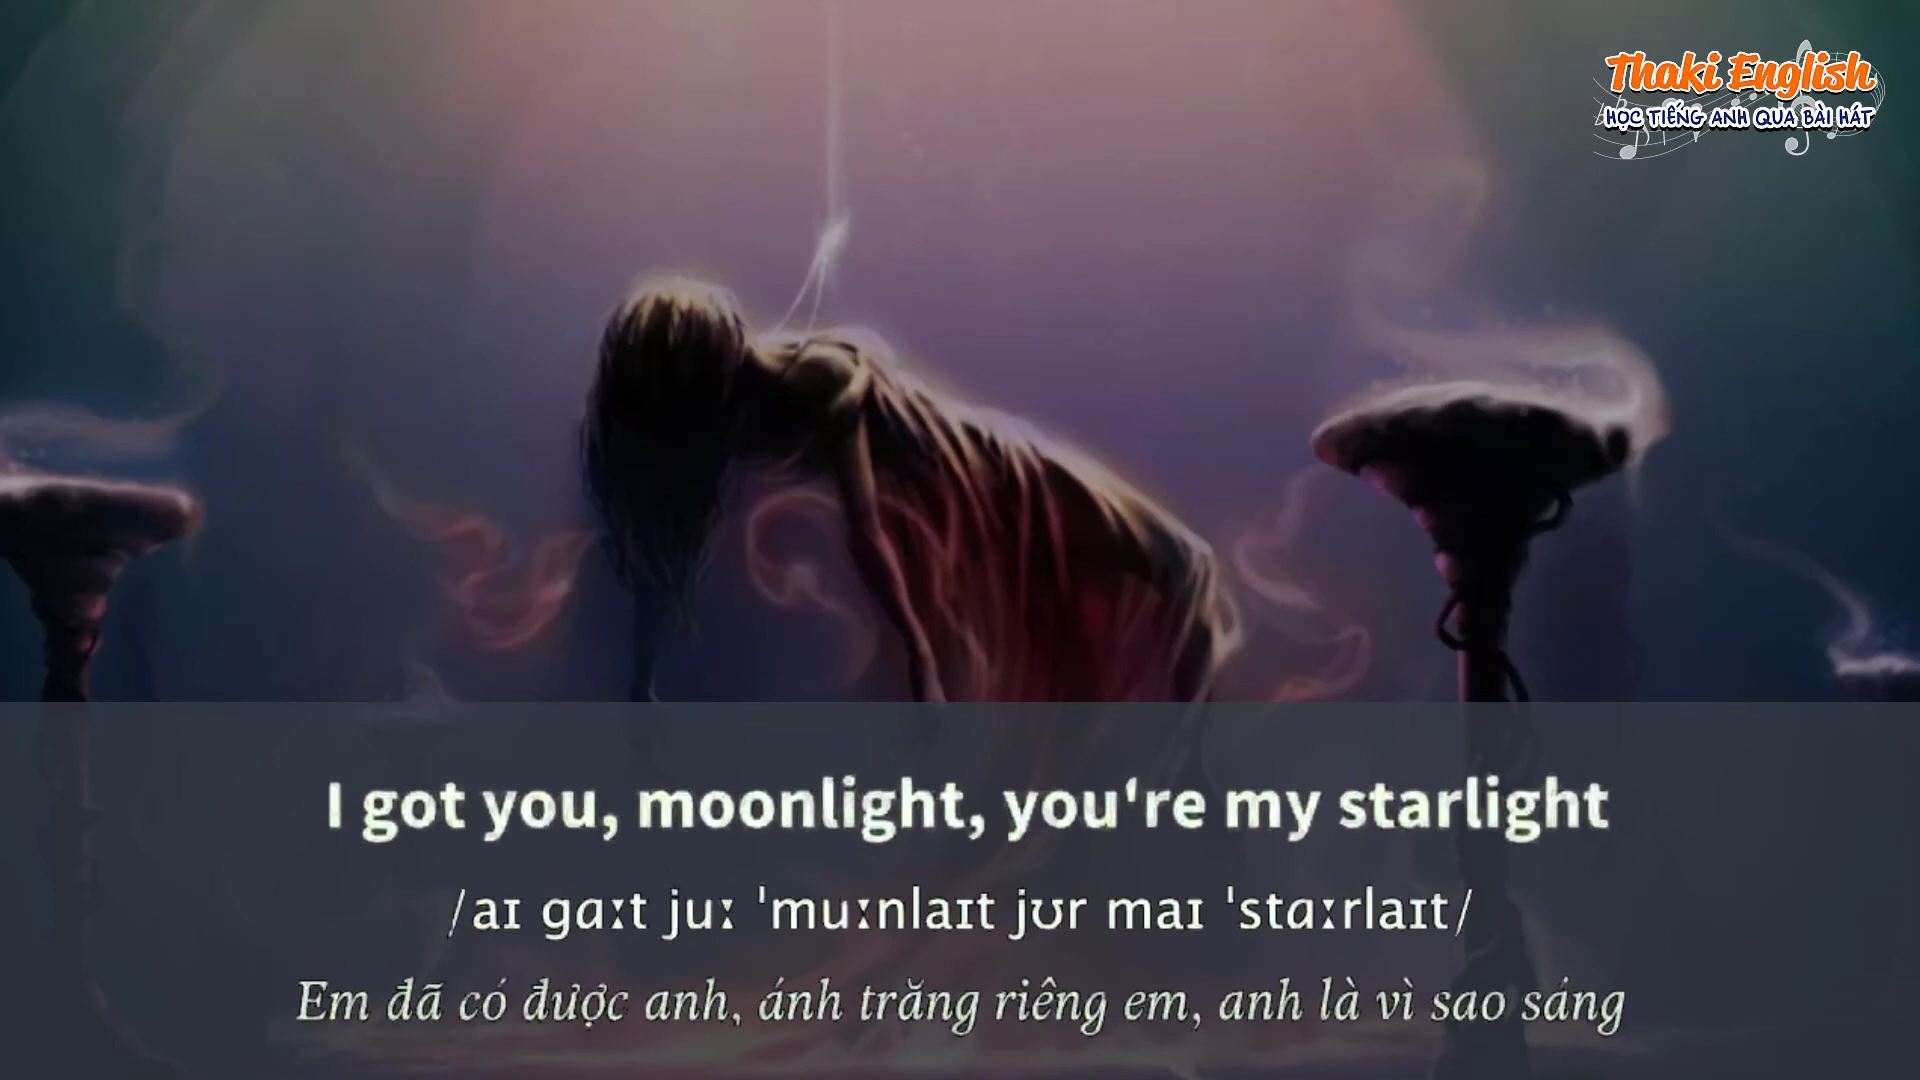 Thaki English
HỌC TIẾNG ANH QUA BÀI HÁT
I got you, moonlight, you‘re my starlight
/aɪ ɡɑːt juː ˈmuːnlaɪt jʊr maɪ ˈstɑːrlaɪt/
Em đã có được anh, ánh trăng riêng em, anh là vì sao sáng